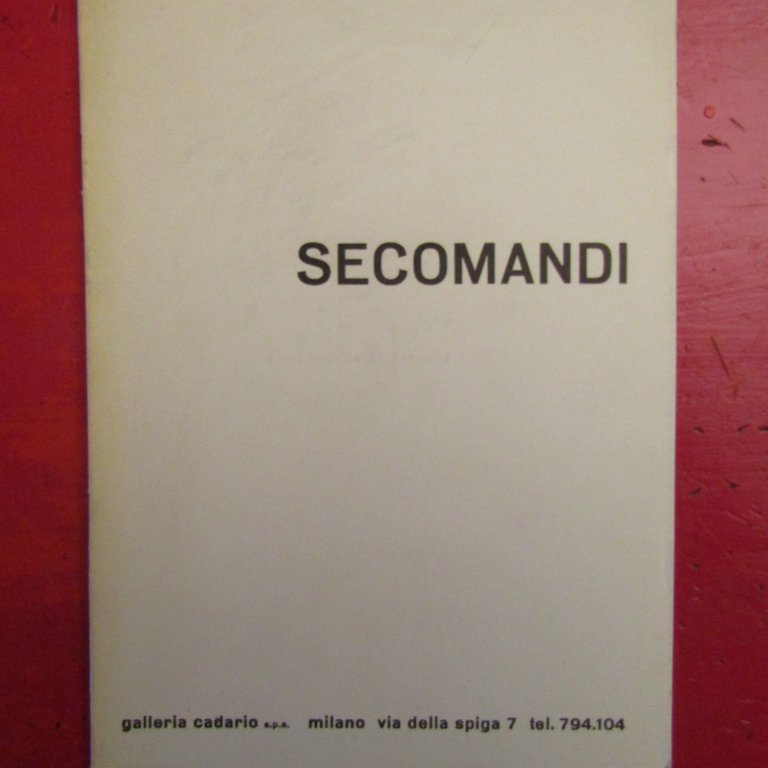 SECOMANDI
galleria cadario s.p.a. milano via della spiga 7 tel. 794.104